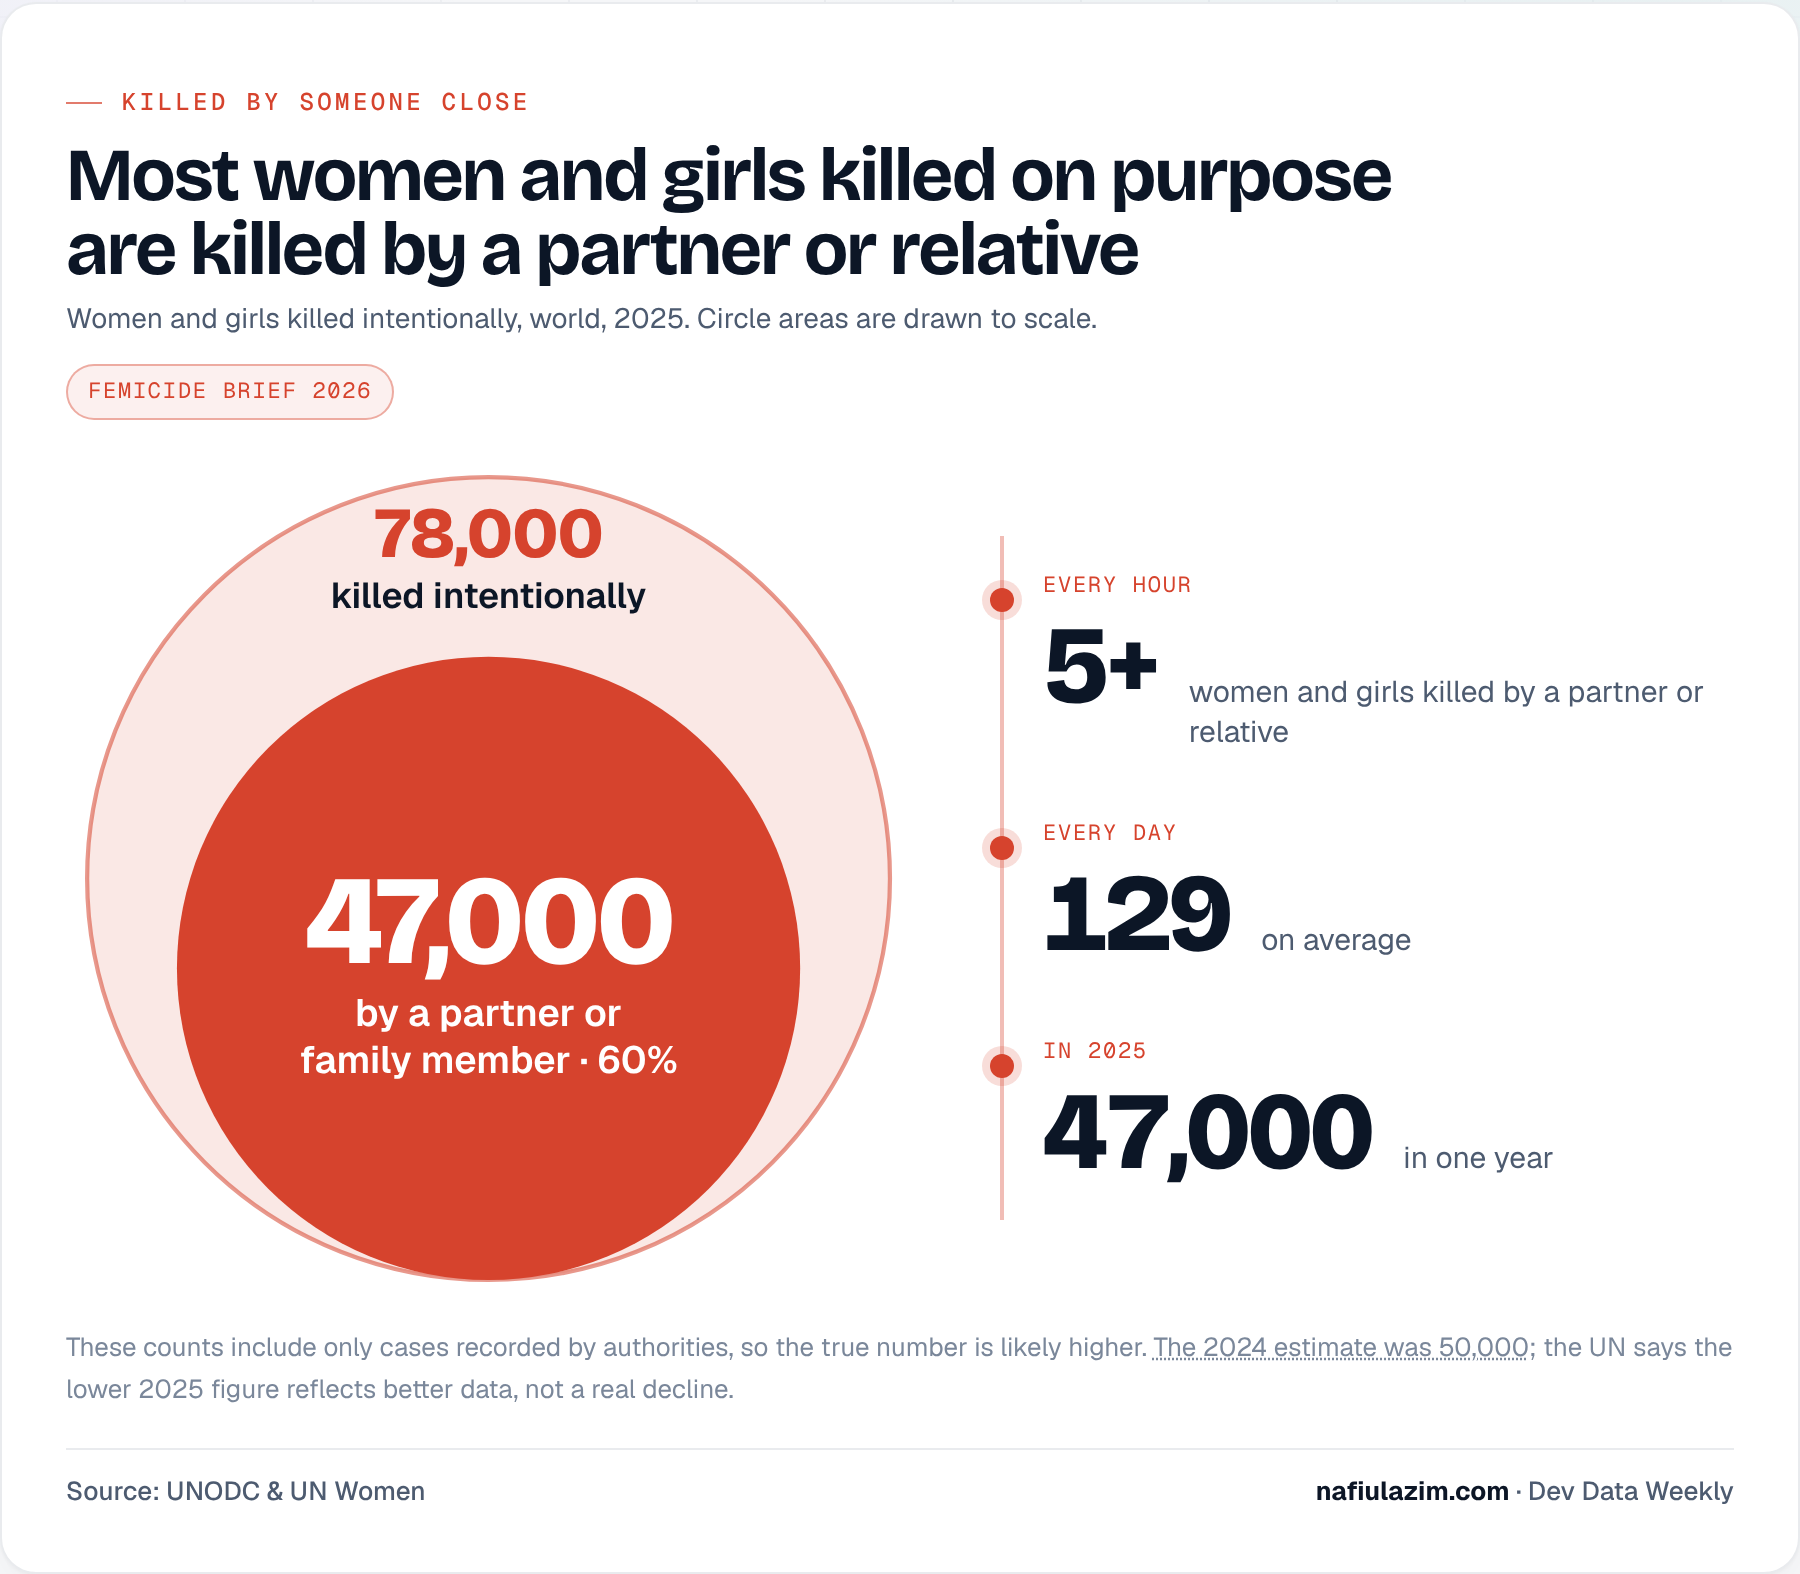 KILLED BY SOMEONE CLOSE
Most women and girls killed on purpose
are killed by a partner or relative
Women and girls killed intentionally, world, 2025. Circle areas are drawn to scale.
FEMICIDE BRIEF 2026
78,000
killed intentionally
47,000
by a partner or
family member · 60%
EVERY HOUR
5+ women and girls killed by a partner or
relative
EVERY DAY
129 on average
IN 2025
47,000 in one year
These counts include only cases recorded by authorities, so the true number is likely higher. The 2024 estimate was 50,000; the UN says the
lower 2025 figure reflects better data, not a real decline.
Source: UNODC & UN Women
nafiulazim.com · Dev Data Weekly